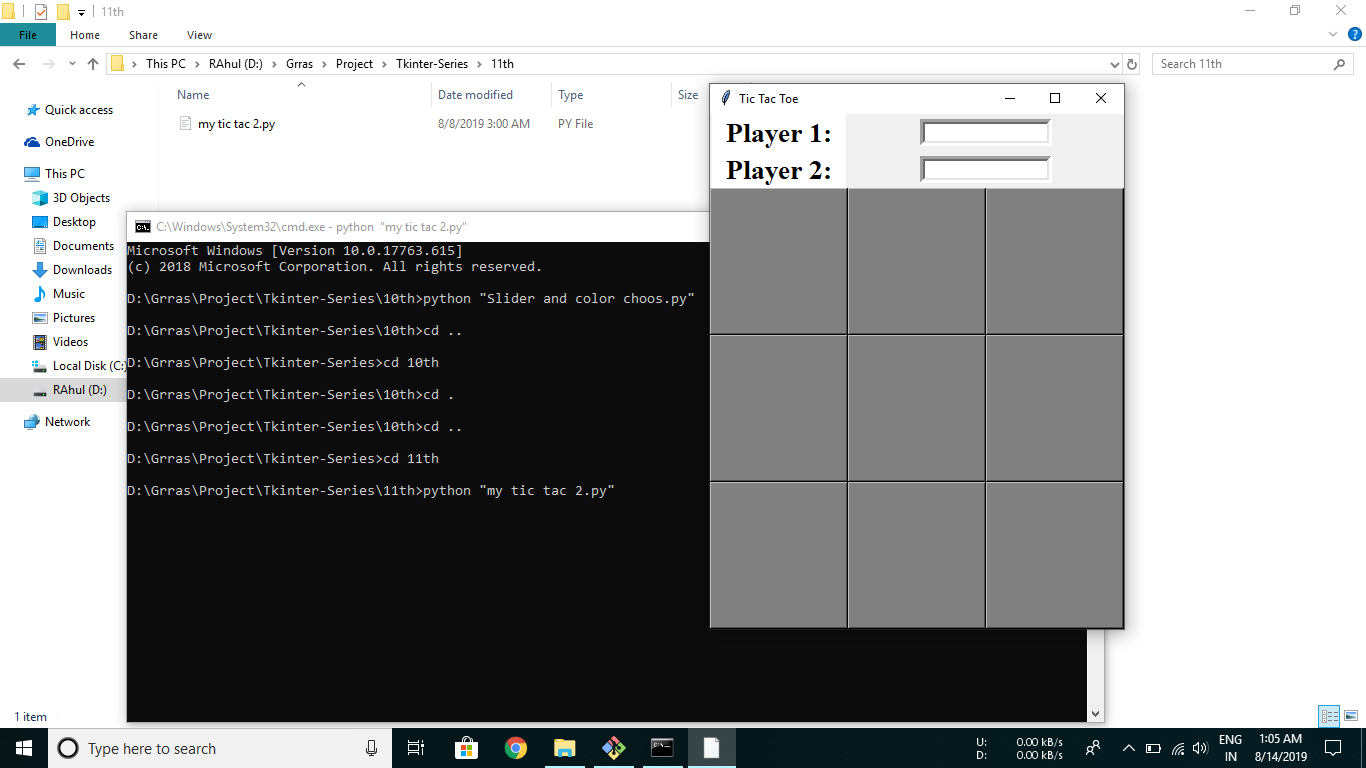 11th
File
Home
Share
View
This PC
RAhul (D:)
Grras
Project
Tkinter-Series
11th
Search 11th
Name
Date modified
Type
Size
my tic tac 2.py
8/8/2019 3:00 AM
PY File
Quick access
OneDrive
This PC
3D Objects
Desktop
Documents
Downloads
Music
Pictures
Videos
Local Disk (C:)
RAhul (D:)
Network
1 item
C:\Windows\System32\cmd.exe - python "my tic tac 2.py"
Microsoft Windows [Version 10.0.17763.615]
(c) 2018 Microsoft Corporation. All rights reserved.
D:\Grras\Project\Tkinter-Series\10th>python "Slider and color choos.py"
D:\Grras\Project\Tkinter-Series\10th>cd ..
D:\Grras\Project\Tkinter-Series>cd 10th
D:\Grras\Project\Tkinter-Series\10th>cd .
D:\Grras\Project\Tkinter-Series\10th>cd ..
D:\Grras\Project\Tkinter-Series>cd 11th
D:\Grras\Project\Tkinter-Series\11th>python "my tic tac 2.py"
Tic Tac Toe
Player 1:
Player 2:
Type here to search
U: 0.00 kB/s
D: 0.00 kB/s
ENG
IN
1:05 AM
8/14/2019